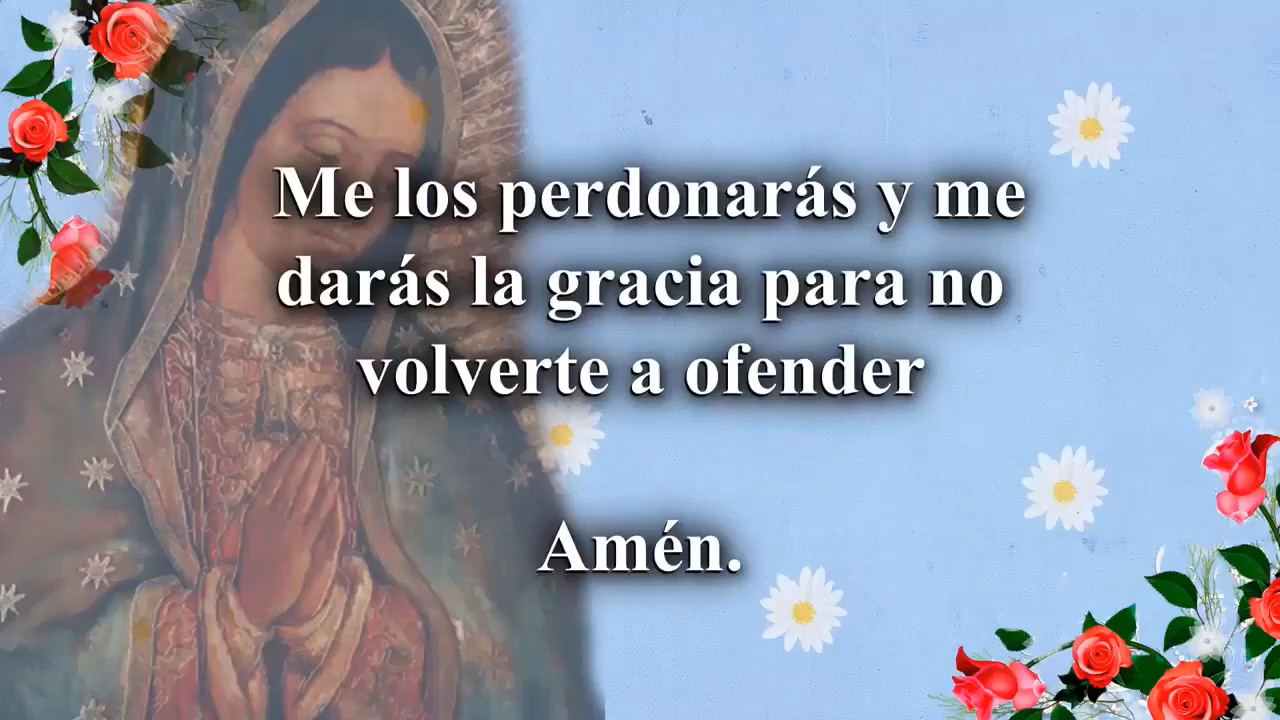 Me los perdonarás y me
darás la gracia para no
volverte a ofender
Amén.